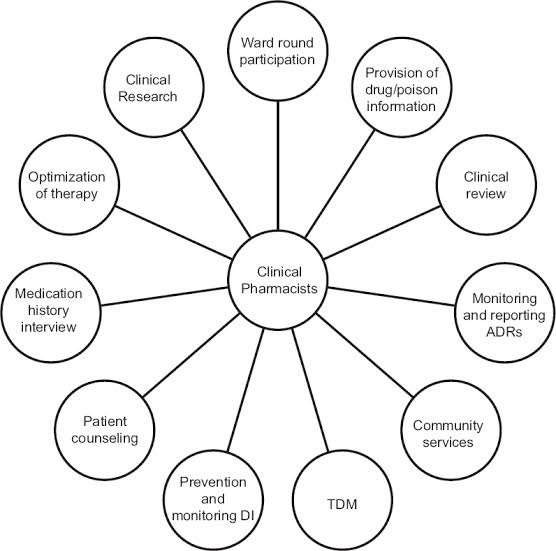 Ward round
participation
Provision of
drug/poison
information
Clinical
review
Monitoring
and reporting
ADRs
Community
services
TDM
Prevention
and
monitoring DI
Patient
counseling
Medication
history
interview
Optimization
of therapy
Clinical
Research
Clinical
Pharmacists